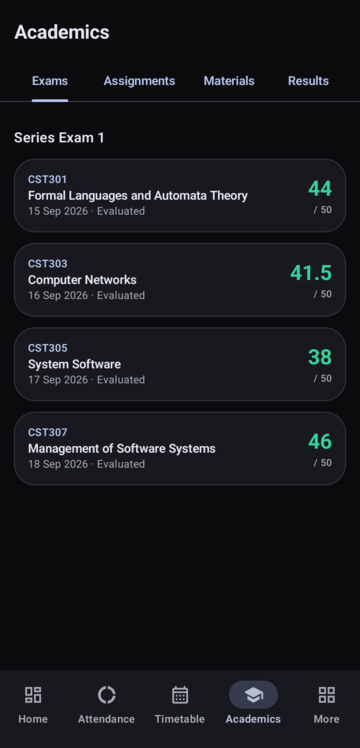 Academics
Exams Assignments Materials Results
Series Exam 1
CST301
Formal Languages and Automata Theory
15 Sep 2026 · Evaluated
44
/ 50
CST303
Computer Networks
16 Sep 2026 · Evaluated
41.5
/ 50
CST305
System Software
17 Sep 2026 · Evaluated
38
/ 50
CST307
Management of Software Systems
18 Sep 2026 · Evaluated
46
/ 50
Home Attendance Timetable Academics More